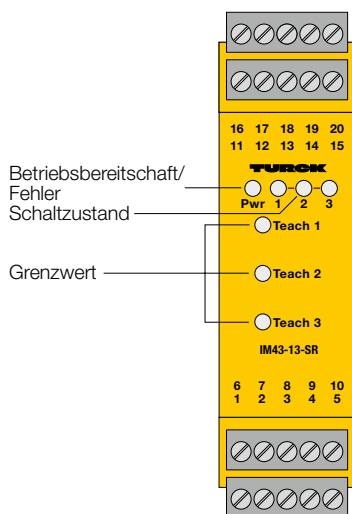 16 17 18 19 20
11 12 13 14 15
TURCK
Betriebsbereitschaft/
Fehler
Schaltzustand
Pwr 1 2 3
Teach 1
Grenzwert
Teach 2
Teach 3
IM43-13-SR
6 7 8 9 10
1 2 3 4 5